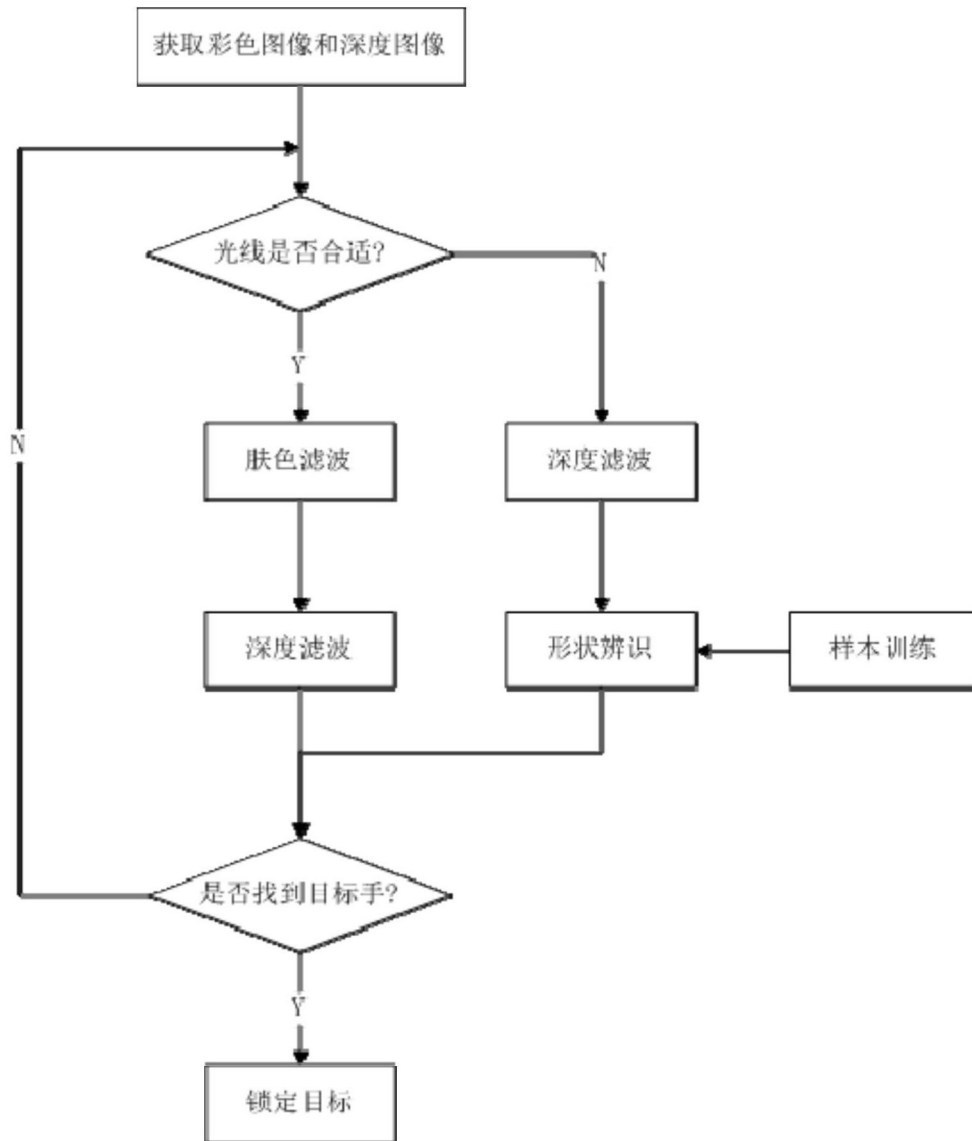 获取彩色图像和深度图像
光线是否合适?
N
Y
N
肤色滤波
深度滤波
深度滤波
形状辨识
样本训练
是否找到目标手?
Y
锁定目标